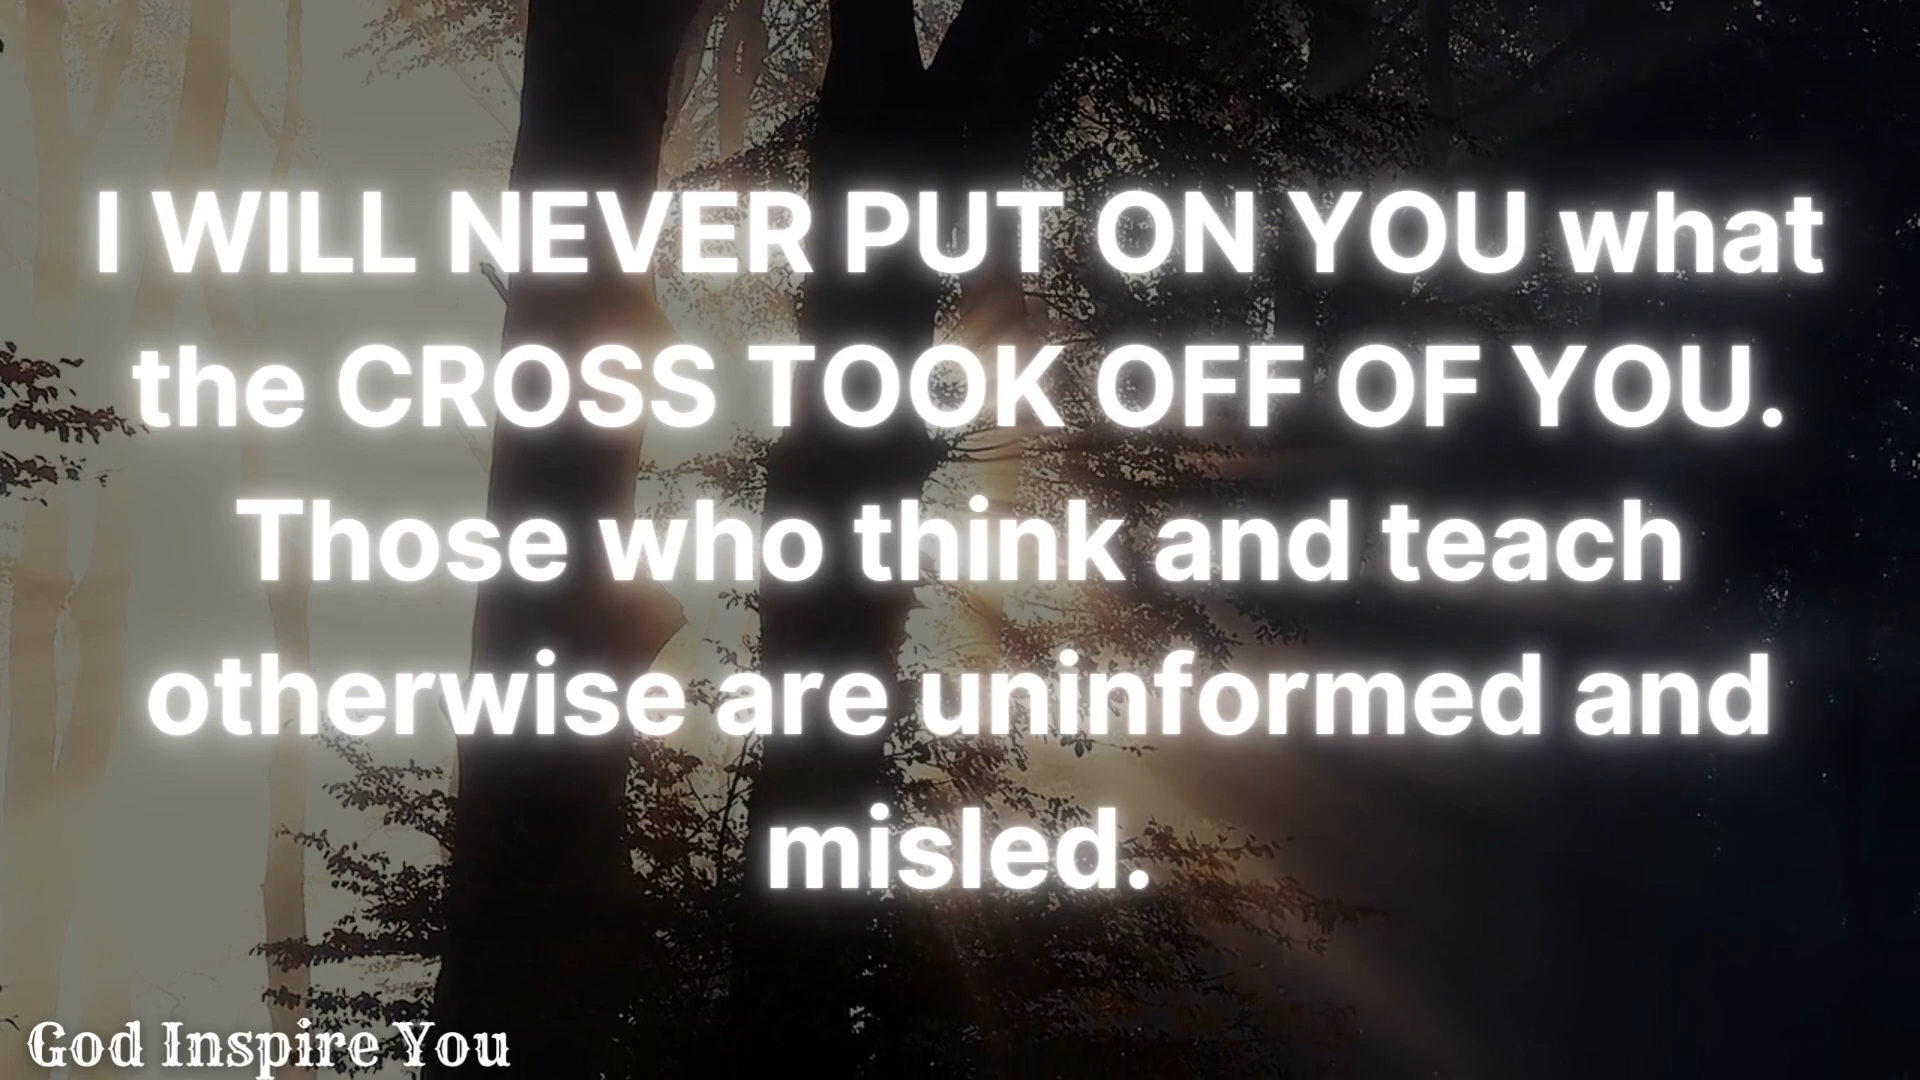 I WILL NEVER PUT ON YOU what
the CROSS TOOK OFF OF YOU.
Those who think and teach
otherwise are uninformed and
misled.
God Inspire You